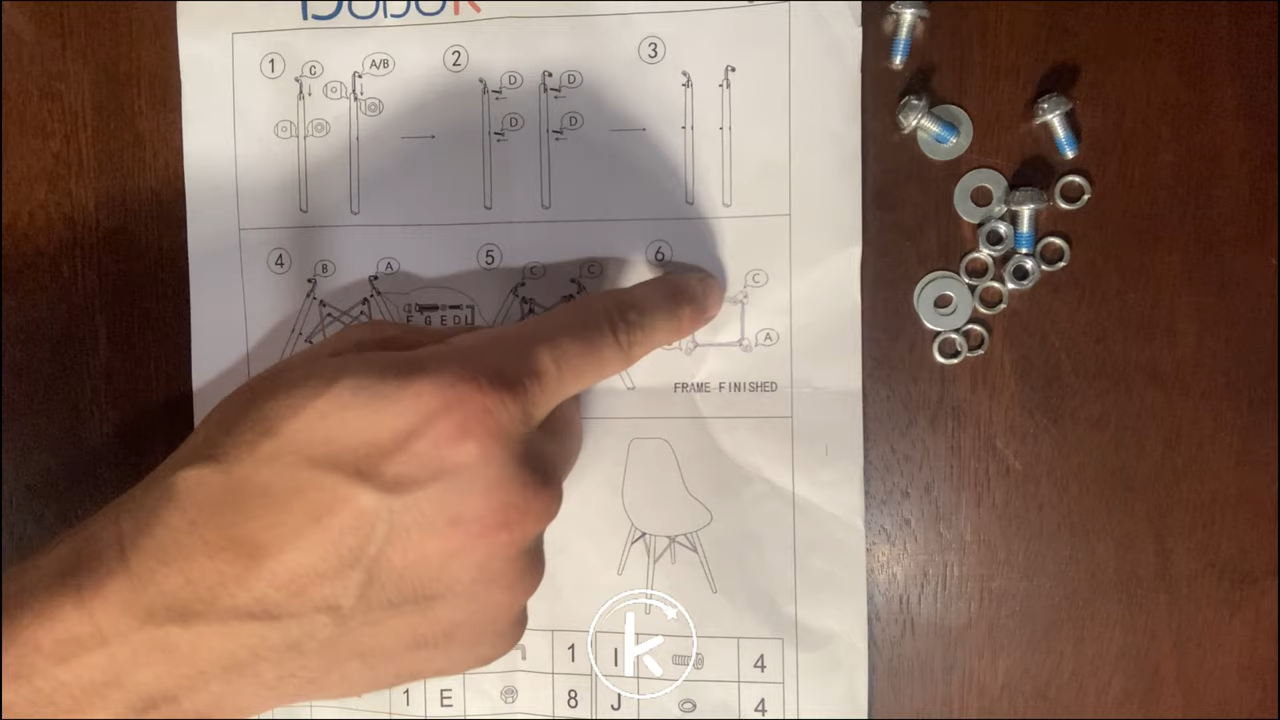 1 C A/B 2 D D 3
D D
4 B A 5 C C 6 C
F G E D L
A
FRAME FINISHED
1 I 4
1 E 8 J 4
k